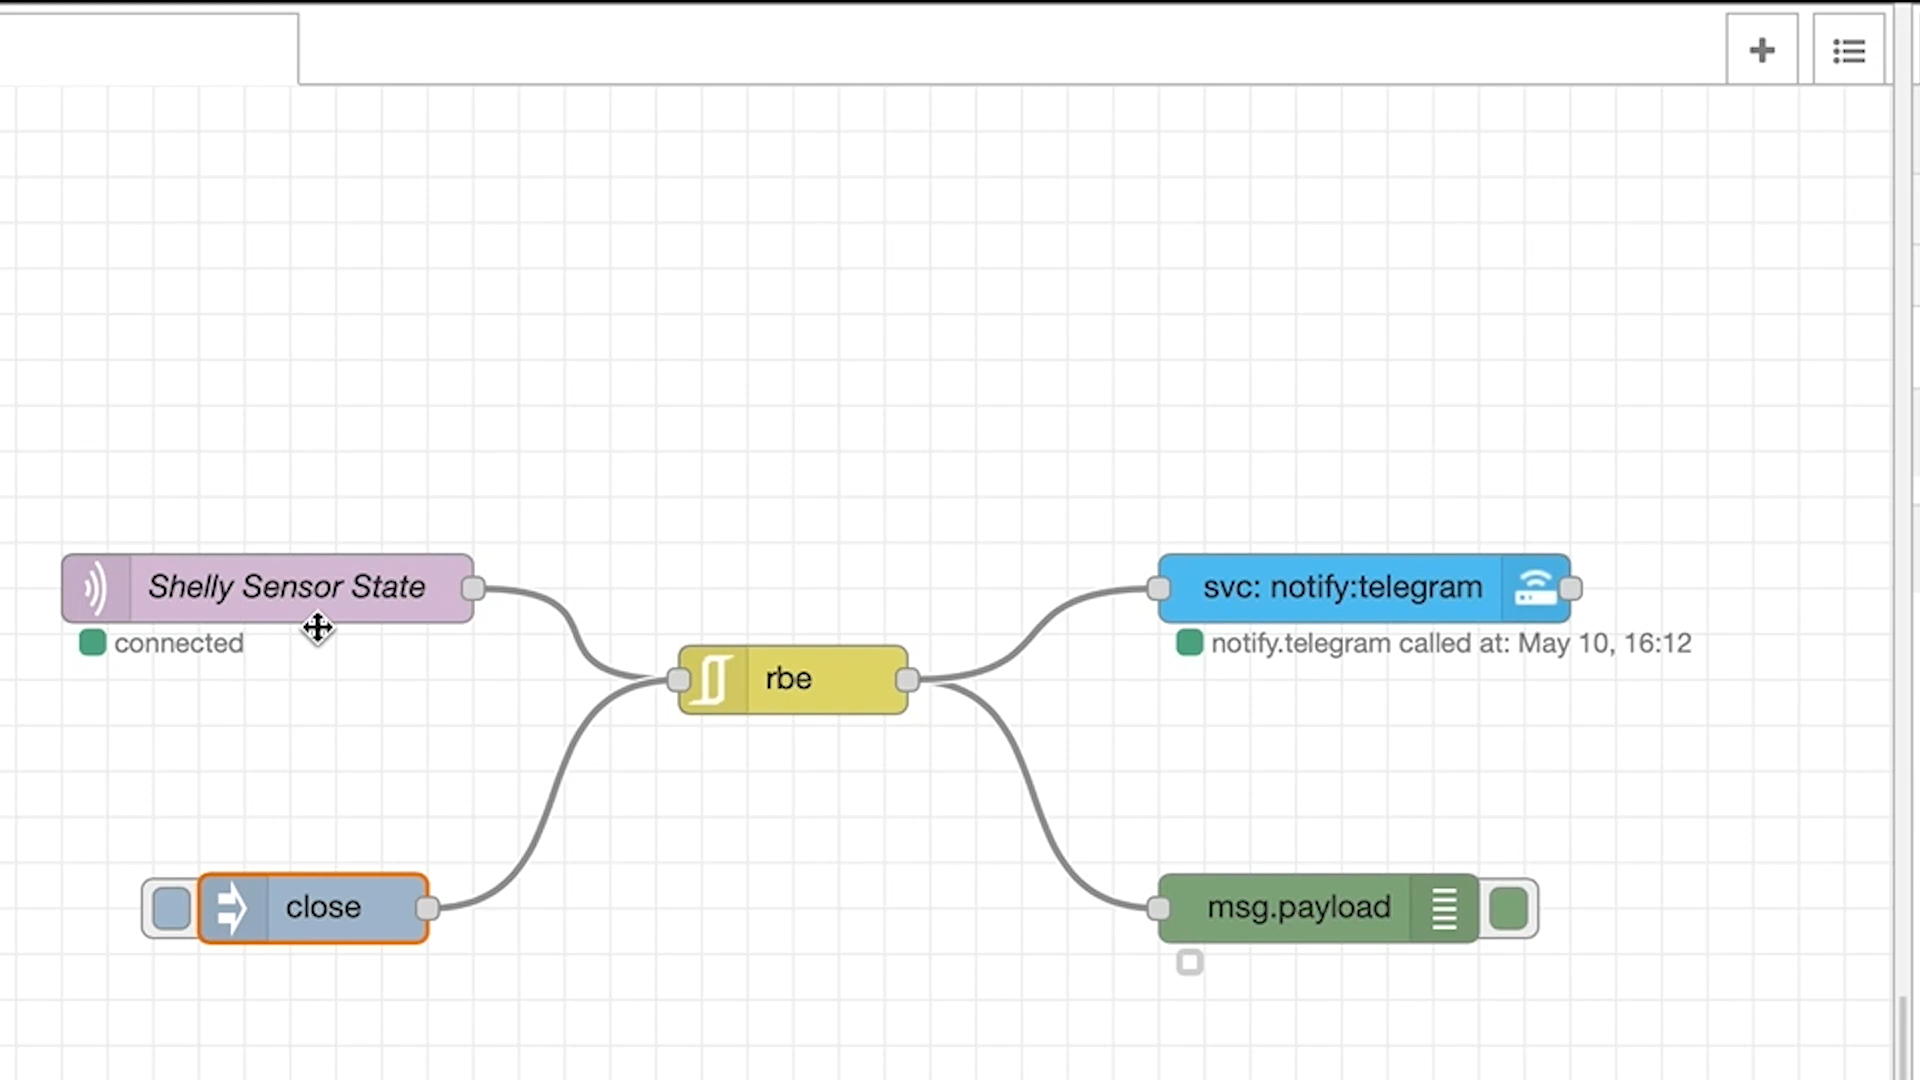 Shelly Sensor State
connected
svc: notify:telegram
notify.telegram called at: May 10, 16:12
rbe
close
msg.payload